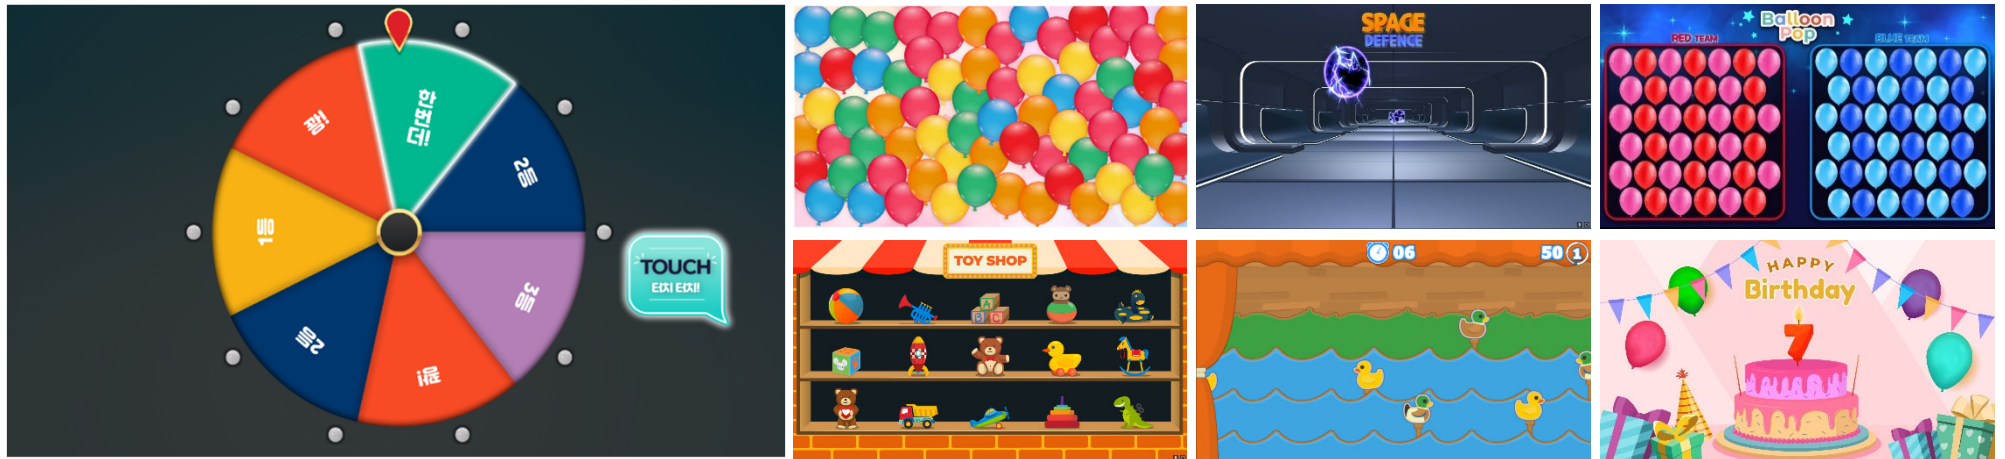 한번더!!
2등
3등
꽝!
2등
1등
꽝!
TOUCH
터치 터치!
SPACE
DEFENCE
Balloon
Pop
RED TEAM
BLUE TEAM
TOY SHOP
A
B C
06
50 1
HAPPY
Birthday
7